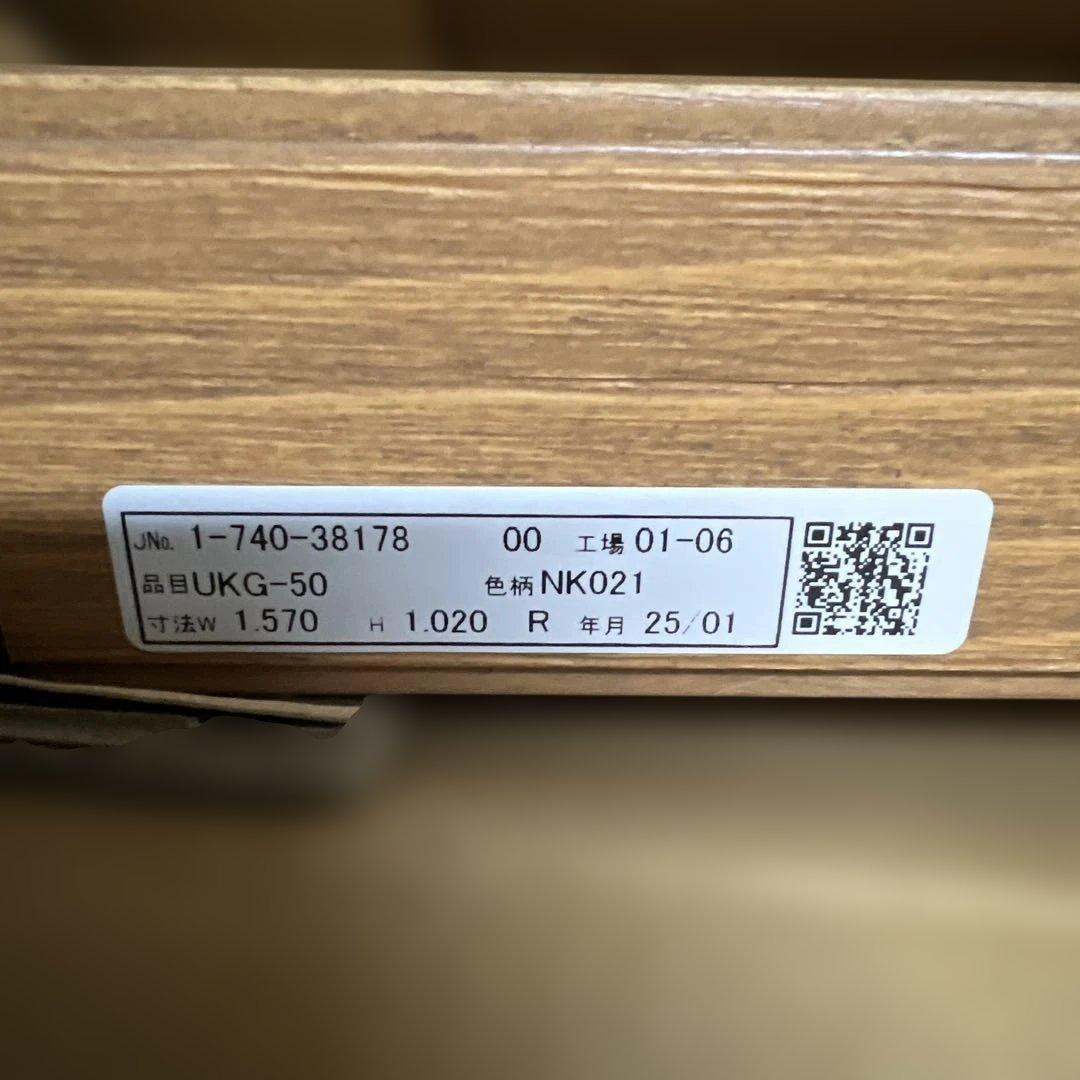 JNo. 1-740-38178 00 工場 01-06
品目 UKG-50 色柄 NK021
寸法W 1.570 H 1.020 R 年月 25/01